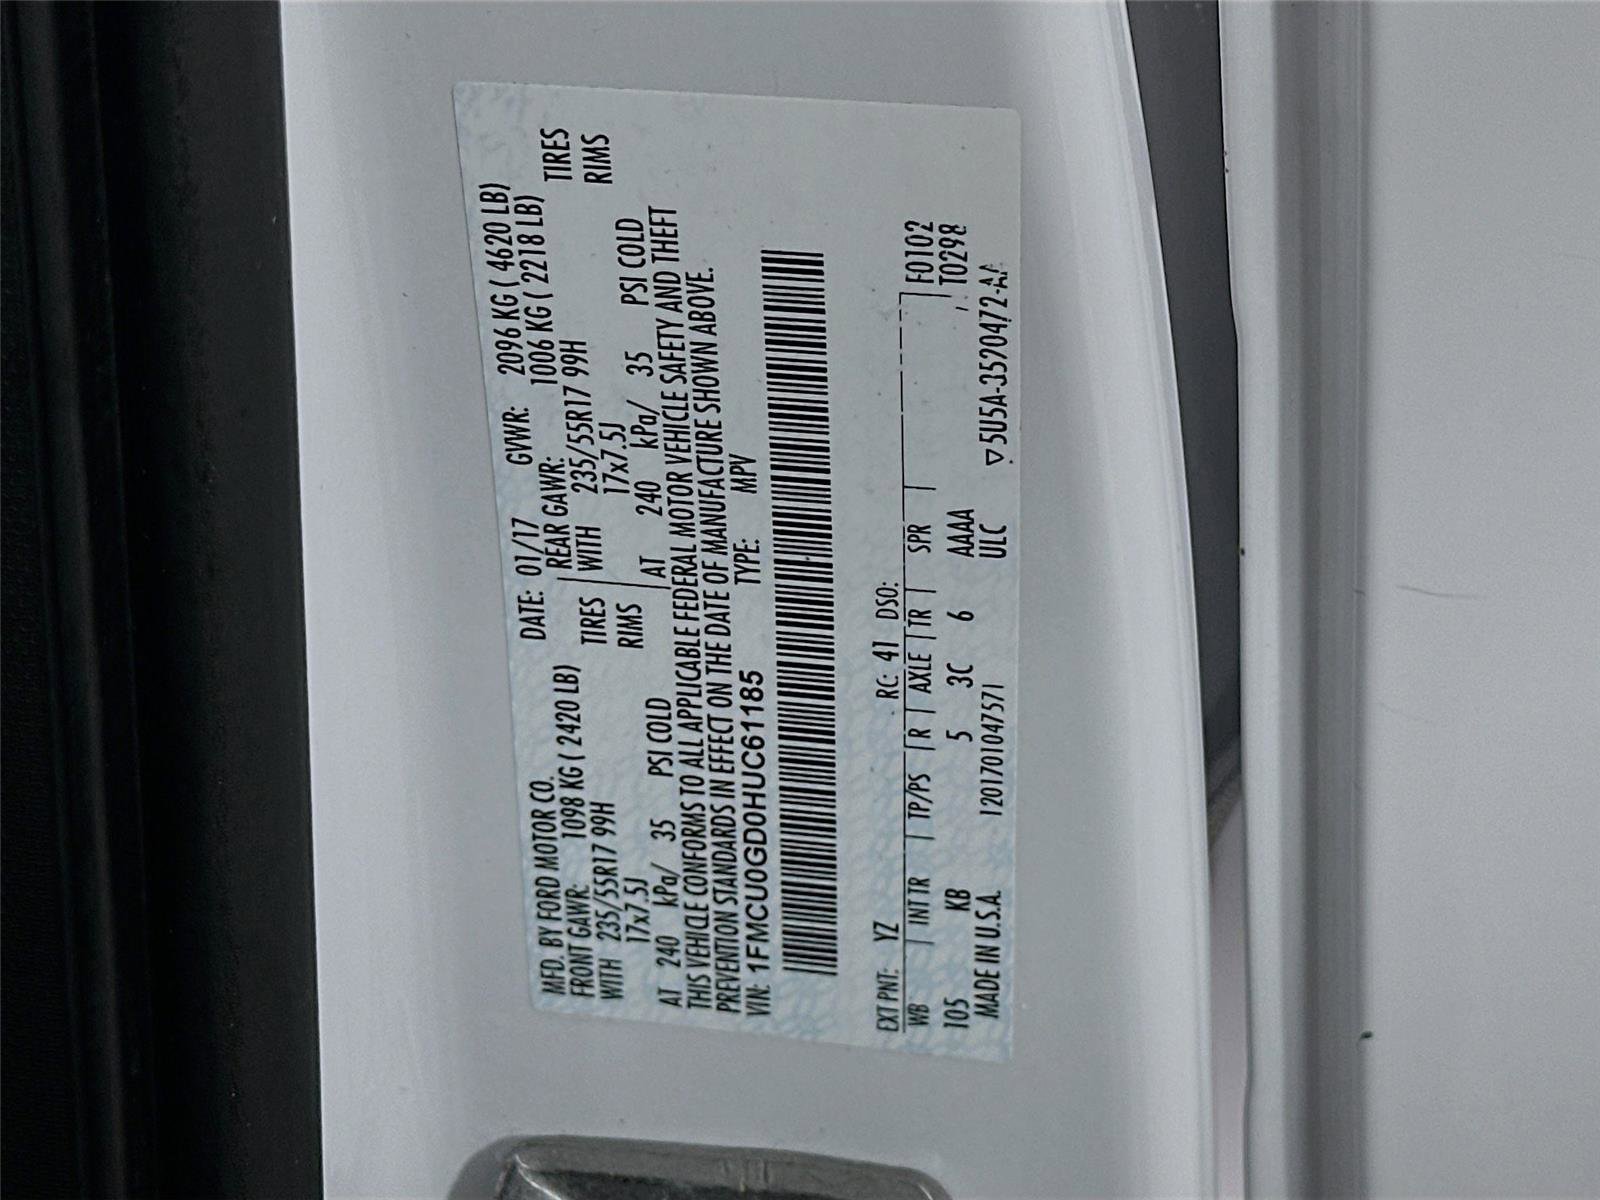 MFD. BY FORD MOTOR CO. DATE: 01/17 GVWR: 2096 KG ( 4620 LB)
FRONT GAWR: 1098 KG ( 2420 LB) REAR GAWR: 1006 KG ( 2218 LB)
WITH 235/55R17 99H TIRES WITH 235/55R17 99H TIRES
17x7.5J RIMS 17x7.5J RIMS
AT 240 kPa/ 35 PSI COLD AT 240 kPa/ 35 PSI COLD
THIS VEHICLE CONFORMS TO ALL APPLICABLE FEDERAL MOTOR VEHICLE SAFETY AND THEFT
PREVENTION STANDARDS IN EFFECT ON THE DATE OF MANUFACTURE SHOWN ABOVE.
VIN: 1FMCU0GD0HUC61185 TYPE: MPV
EXT PNT: YZ RC: 41 DSO: F0102
WB | INT TR | TP/PS | R | AXLE | TR | SPR | T0298
105 KB 5 3C 6 AAAA
MADE IN U.S.A. 1201701047571 ULC ▽5U5A-3520472-AA